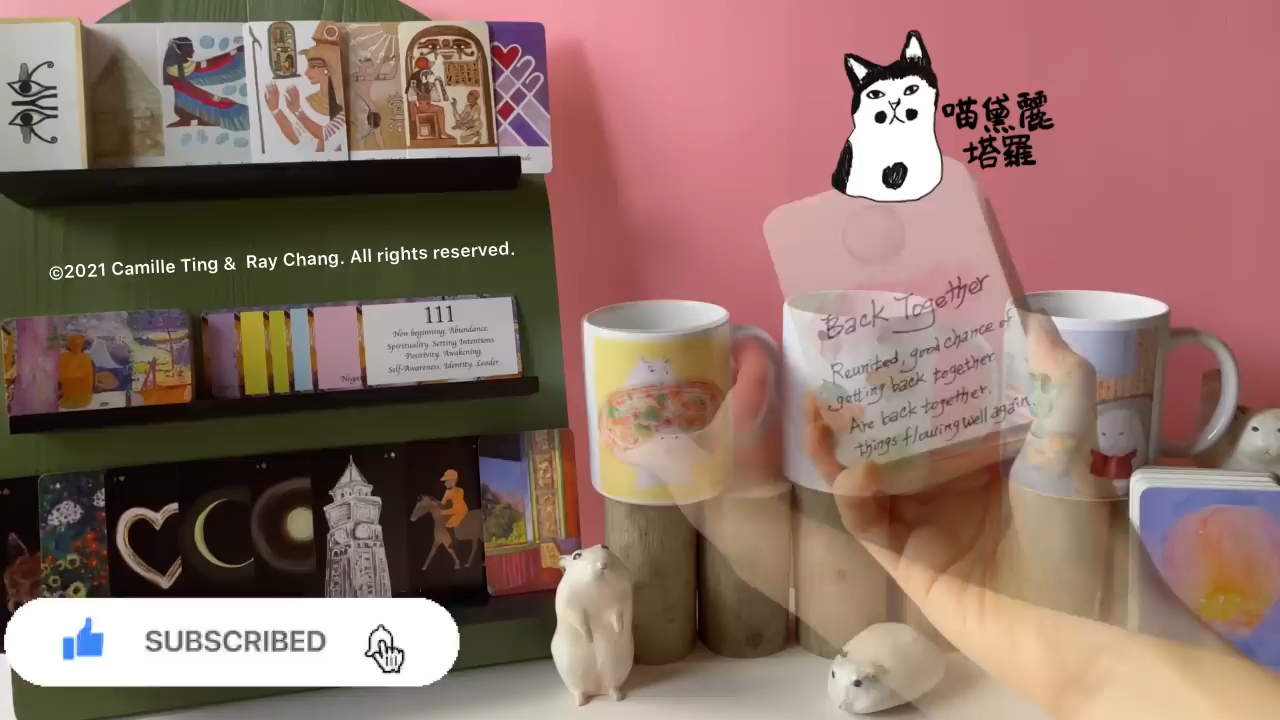 喵黛麗
塔羅
©2021 Camille Ting & Ray Chang. All rights reserved.
111
New beginning. Abundance.
Spirituality. Setting Intentions.
Positivity. Awakening.
Self-Awareness. Identity. Leader.
Back Together
Reunited, good chance of
getting back together.
Are back together.
things flowing well again.
SUBSCRIBED